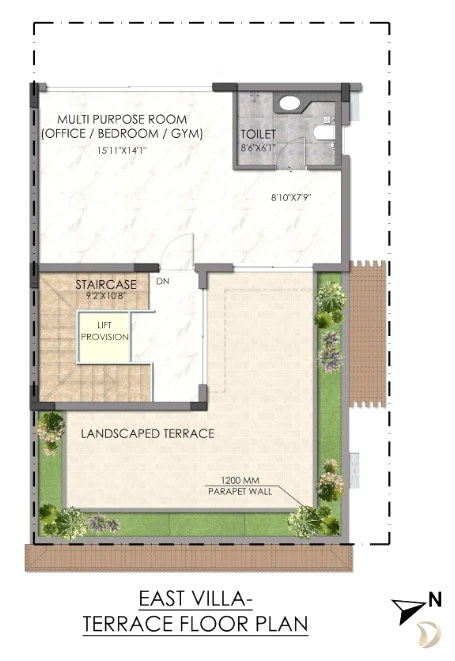 MULTI PURPOSE ROOM
(OFFICE / BEDROOM / GYM)
15'11"X14'1"
TOILET
8'6"X6'1"
8'10"X7'9"
STAIRCASE
9'2"X10'8"
DN
LIFT
PROVISION
LANDSCAPED TERRACE
1200 MM
PARAPET WALL
EAST VILLA-
TERRACE FLOOR PLAN
N